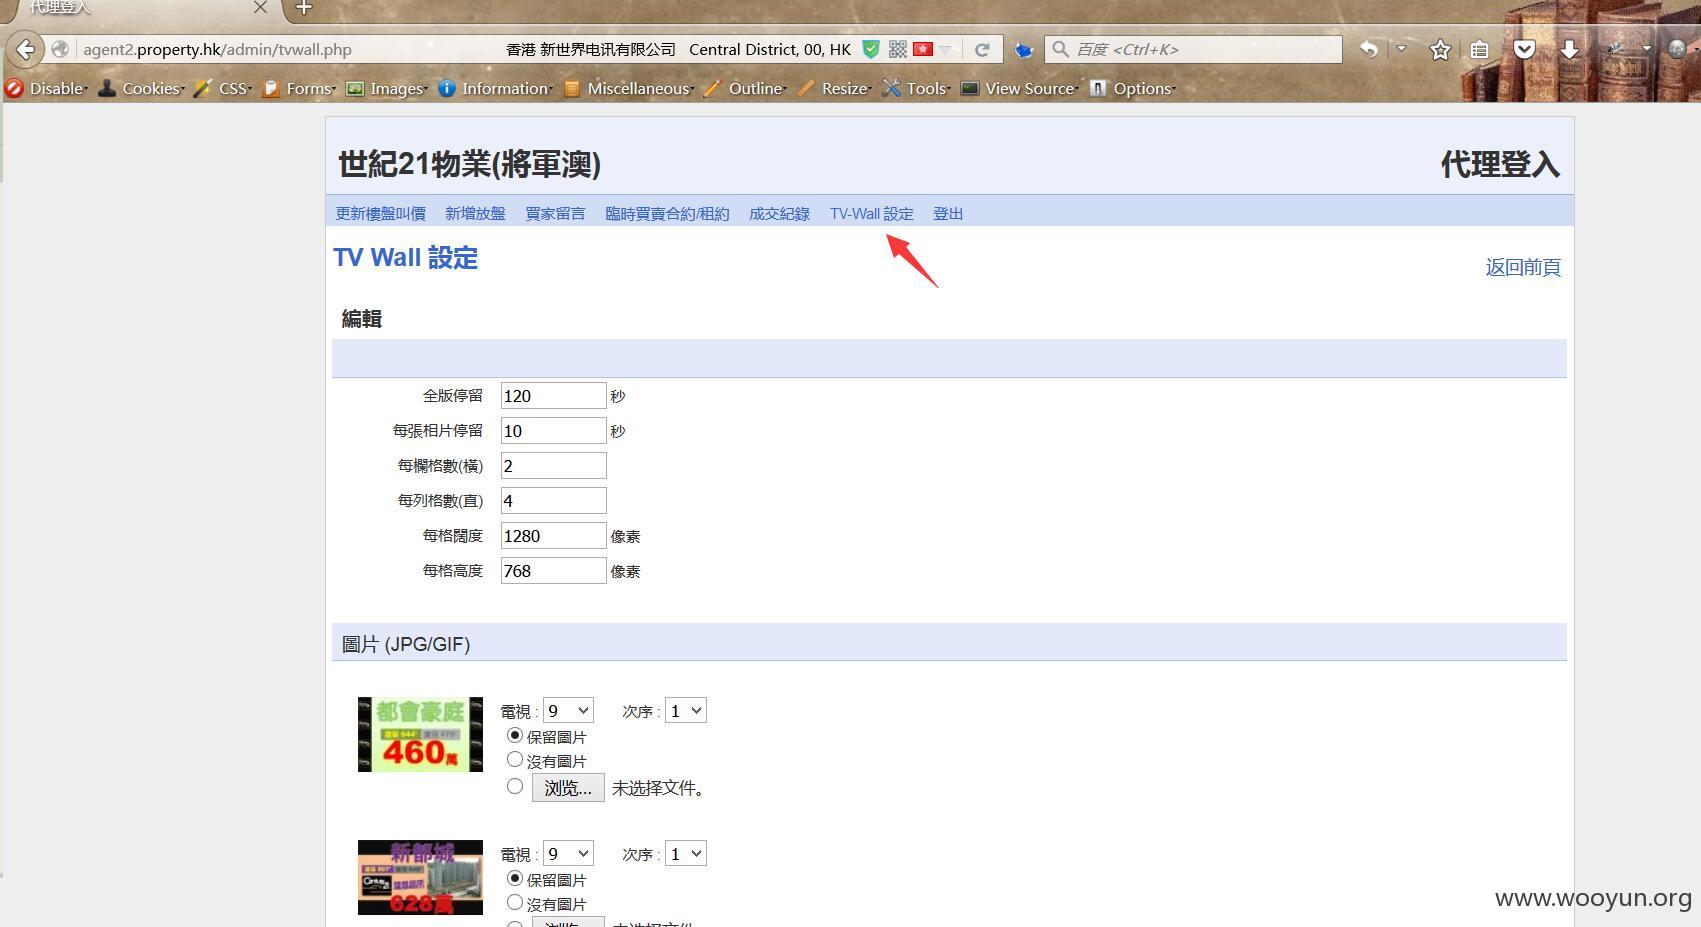 代理登入
agent2.property.hk/admin/tvwall.php 香港 新世界电讯有限公司 Central District, 00, HK 百度 <Ctrl+K>
Disable Cookies CSS Forms Images Information Miscellaneous Outline Resize Tools View Source Options
世紀21物業(將軍澳) 代理登入
更新樓盤叫價 新增放盤 買家留言 臨時買賣合約/租約 成交紀錄 TV-Wall 設定 登出
TV Wall 設定
返回前頁
編輯
全版停留 120 秒
每張相片停留 10 秒
每欄格數(橫) 2
每列格數(直) 4
每格闊度 1280 像素
每格高度 768 像素
圖片 (JPG/GIF)
都會豪庭
460萬
電視 : 9 次序 : 1
保留圖片
沒有圖片
浏览... 未选择文件。
新都城
628萬
電視 : 9 次序 : 1
保留圖片
沒有圖片
www.wooyun.org